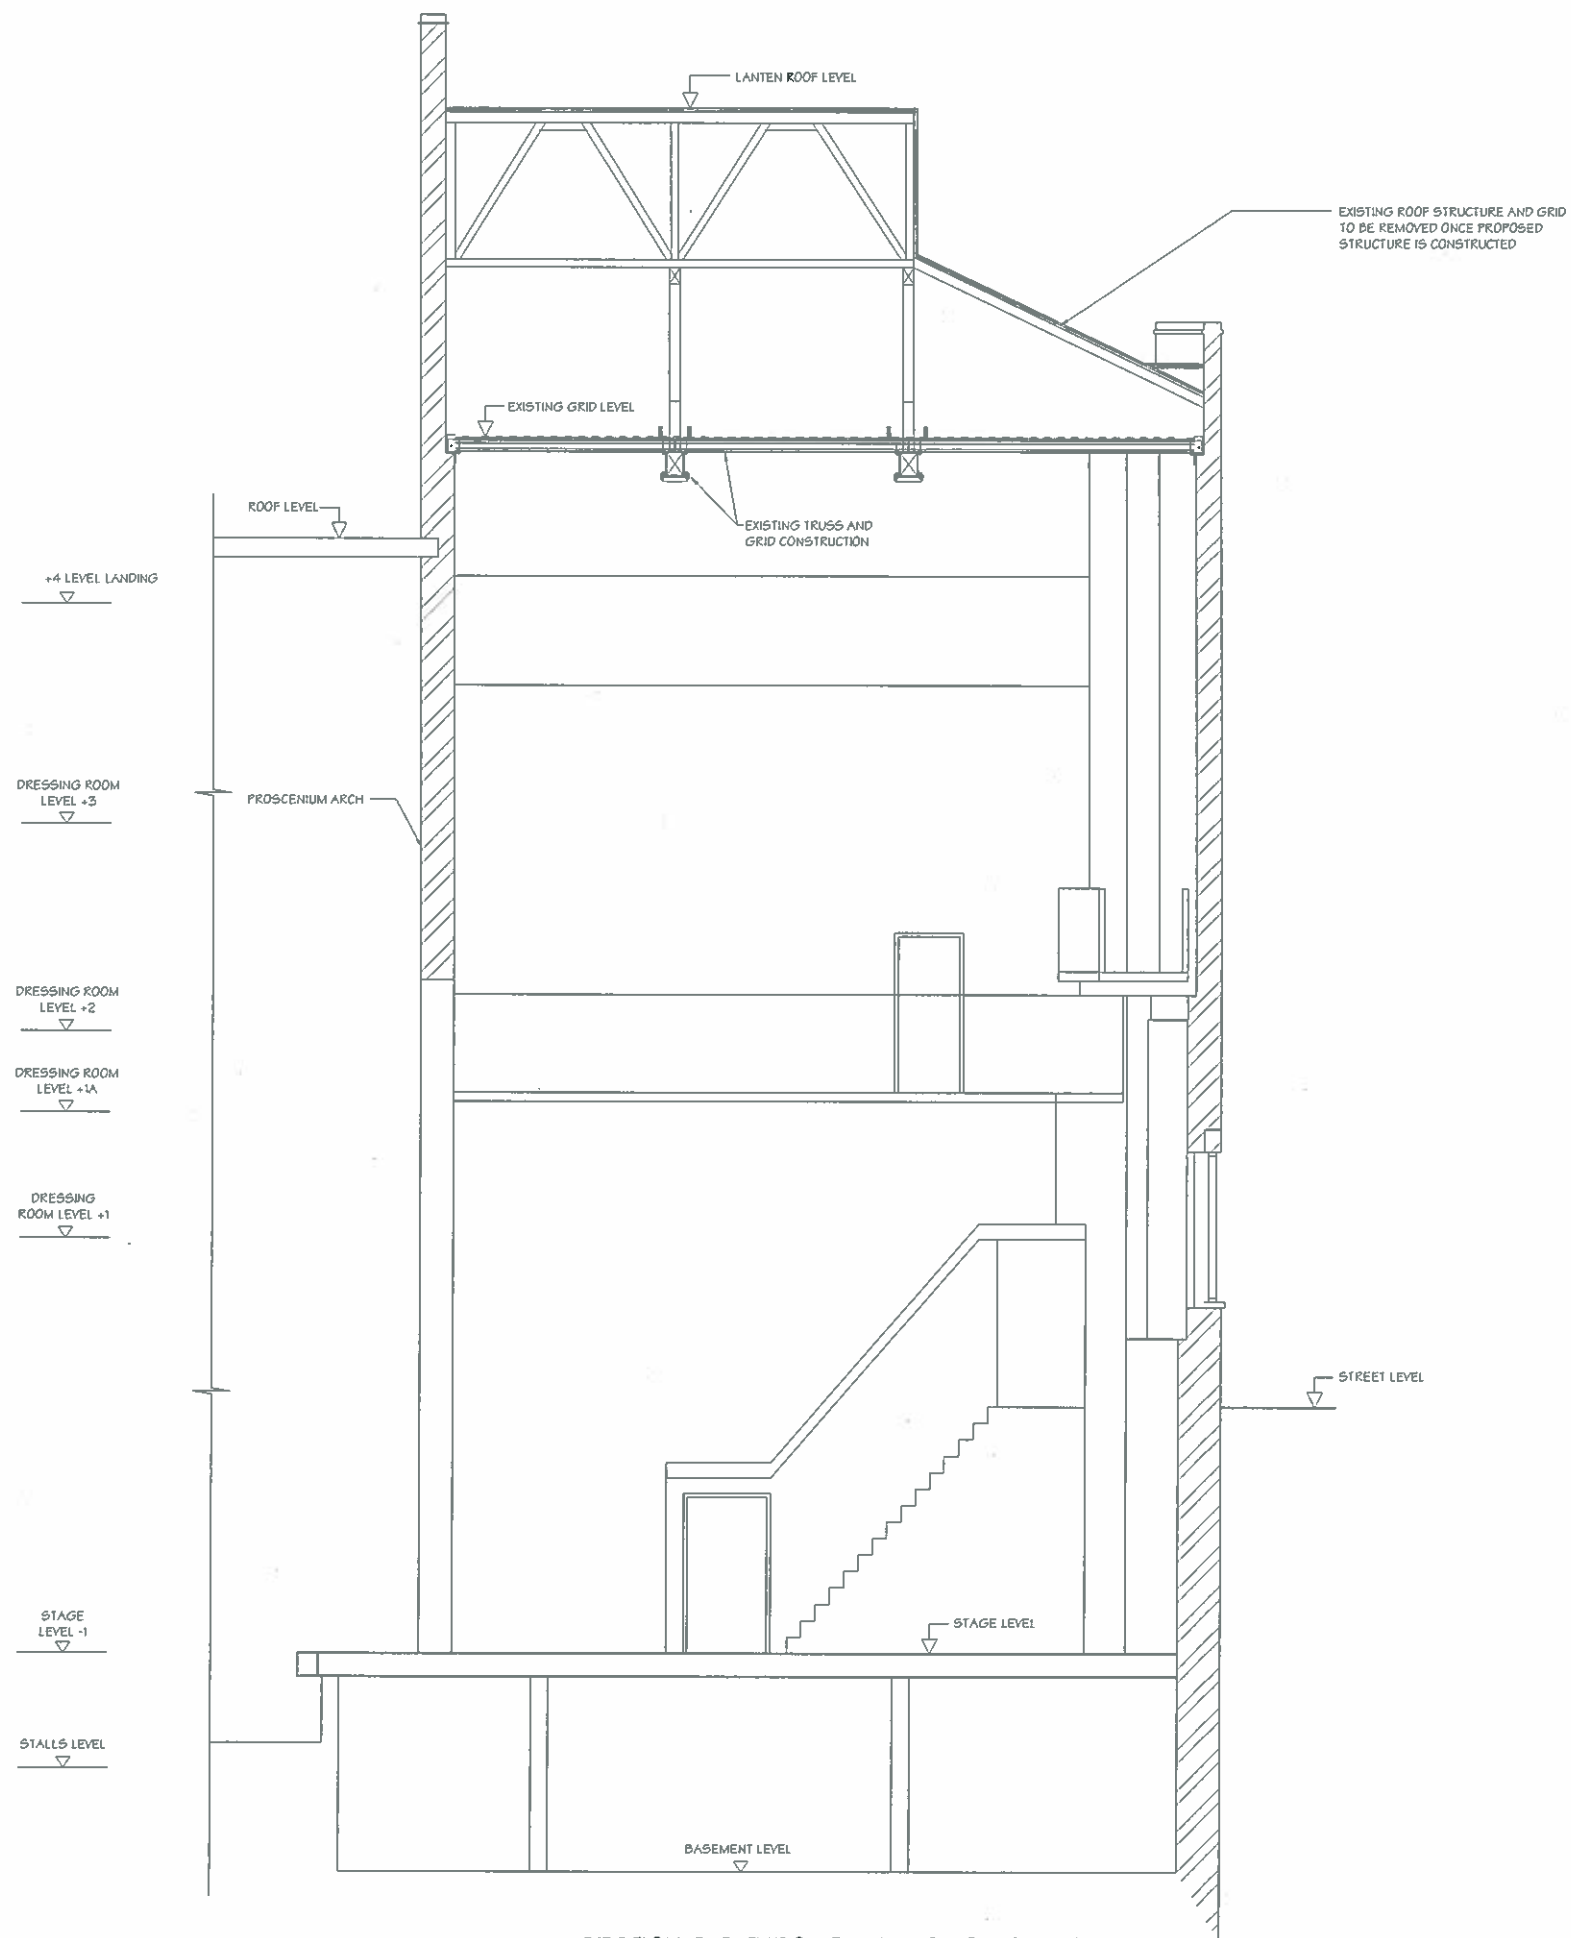 LANTEN ROOF LEVEL
EXISTING ROOF STRUCTURE AND GRID
TO BE REMOVED ONCE PROPOSED
STRUCTURE IS CONSTRUCTED
EXISTING GRID LEVEL
ROOF LEVEL
EXISTING TRUSS AND
GRID CONSTRUCTION
+4 LEVEL LANDING
DRESSING ROOM
LEVEL +3
PROSCENIUM ARCH
DRESSING ROOM
LEVEL +2
DRESSING ROOM
LEVEL +1A
DRESSING
ROOM LEVEL +1
STREET LEVEL
STAGE
LEVEL -1
STAGE LEVEL
STALLS LEVEL
BASEMENT LEVEL